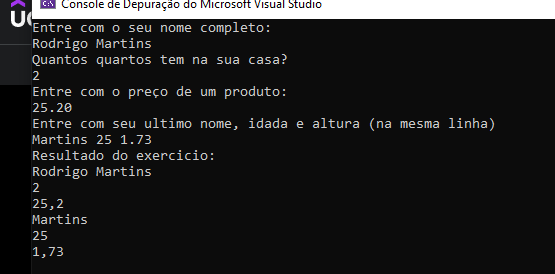 Console de Depuração do Microsoft Visual Studio
Entre com o seu nome completo:
Rodrigo Martins
Quantos quartos tem na sua casa?
2
Entre com o preço de um produto:
25.20
Entre com seu ultimo nome, idada e altura (na mesma linha)
Martins 25 1.73
Resultado do exercicio:
Rodrigo Martins
2
25,2
Martins
25
1,73